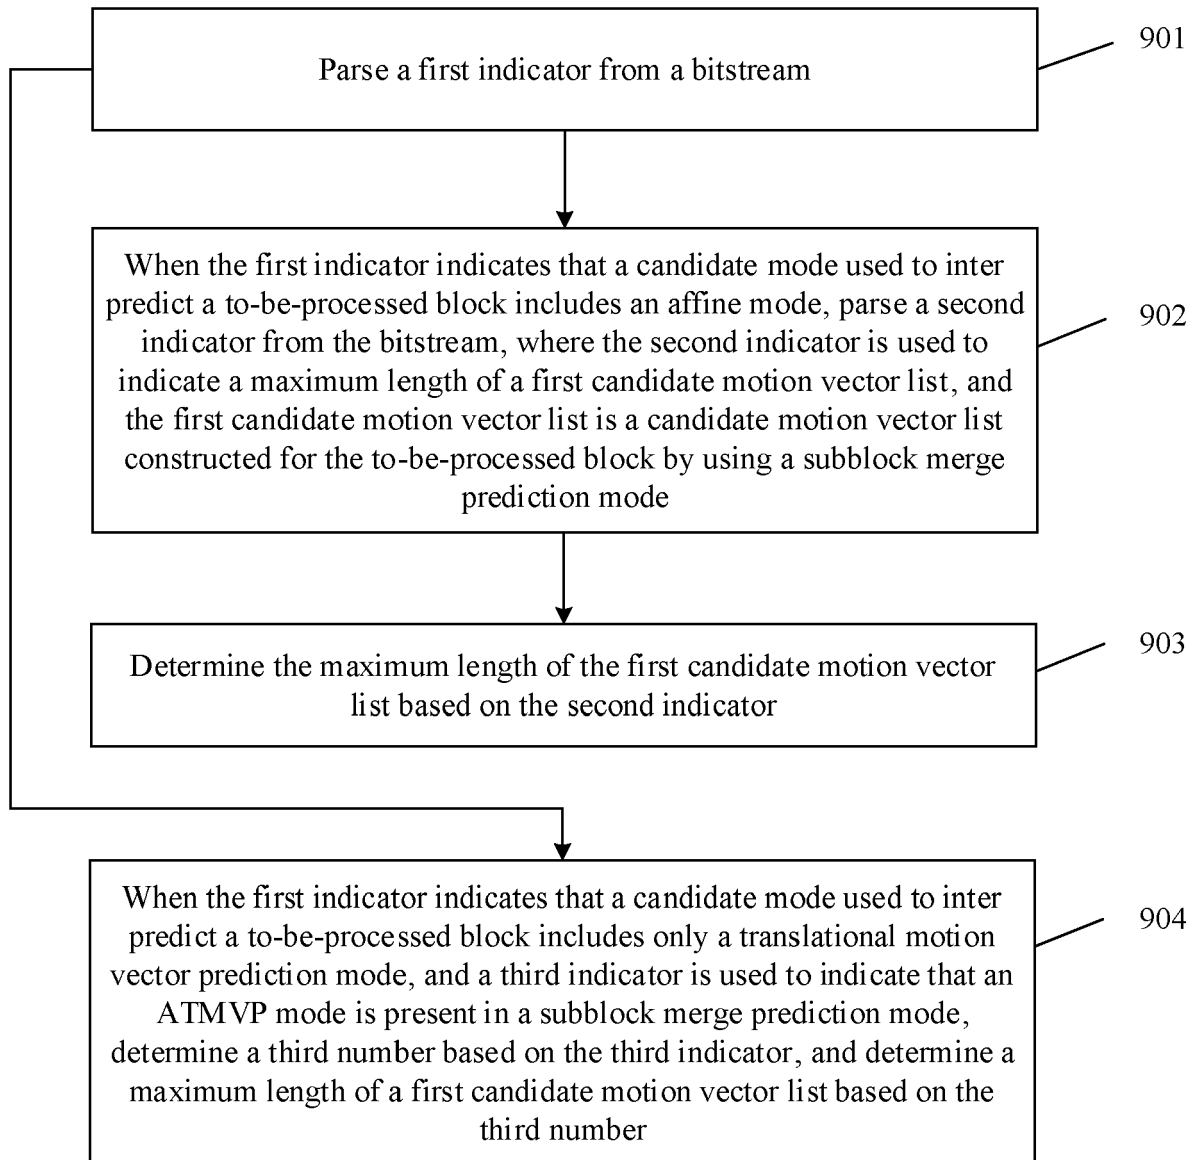 Parse a first indicator from a bitstream
901
When the first indicator indicates that a candidate mode used to inter
predict a to-be-processed block includes an affine mode, parse a second
indicator from the bitstream, where the second indicator is used to
indicate a maximum length of a first candidate motion vector list, and
the first candidate motion vector list is a candidate motion vector list
constructed for the to-be-processed block by using a subblock merge
prediction mode
902
Determine the maximum length of the first candidate motion vector
list based on the second indicator
903
When the first indicator indicates that a candidate mode used to inter
predict a to-be-processed block includes only a translational motion
vector prediction mode, and a third indicator is used to indicate that an
ATMVP mode is present in a subblock merge prediction mode,
determine a third number based on the third indicator, and determine a
maximum length of a first candidate motion vector list based on the
third number
904